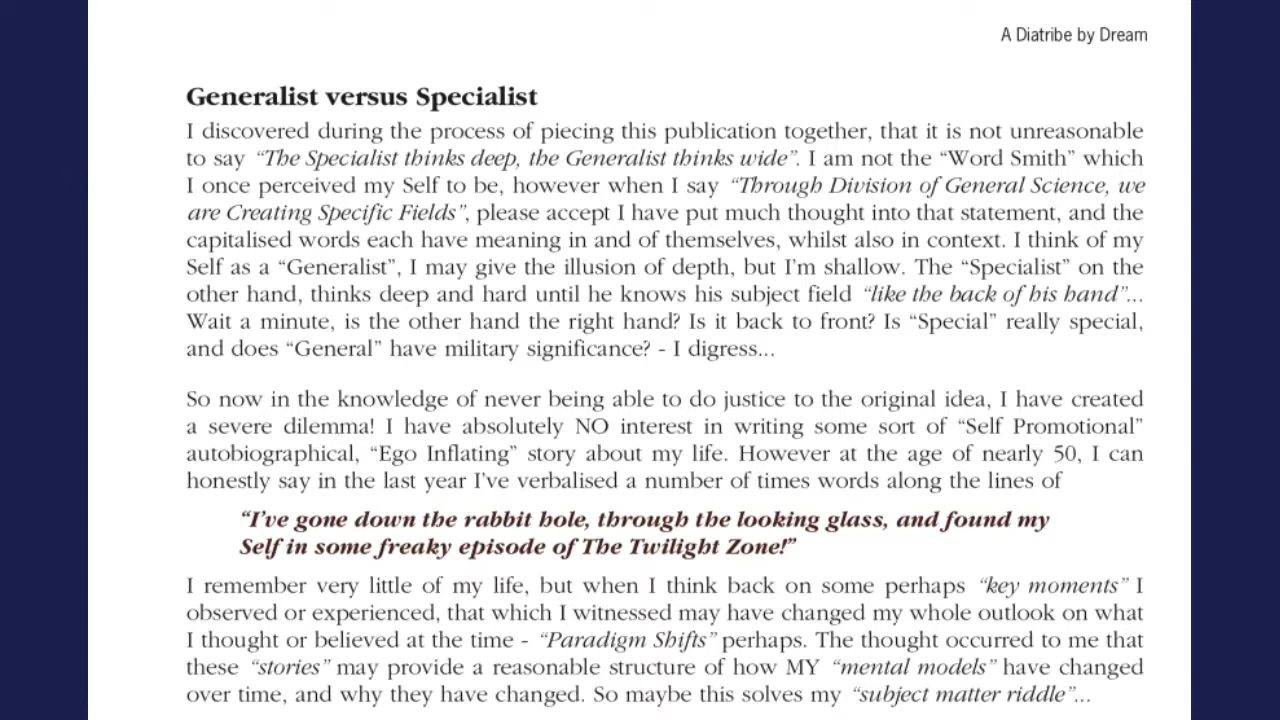 A Diatribe by Dream
Generalist versus Specialist
I discovered during the process of piecing this publication together, that it is not unreasonable
to say “The Specialist thinks deep, the Generalist thinks wide”. I am not the “Word Smith” which
I once perceived my Self to be, however when I say “Through Division of General Science, we
are Creating Specific Fields”, please accept I have put much thought into that statement, and the
capitalised words each have meaning in and of themselves, whilst also in context. I think of my
Self as a “Generalist”, I may give the illusion of depth, but I’m shallow. The “Specialist” on the
other hand, thinks deep and hard until he knows his subject field “like the back of his hand”...
Wait a minute, is the other hand the right hand? Is it back to front? Is “Special” really special,
and does “General” have military significance? - I digress...
So now in the knowledge of never being able to do justice to the original idea, I have created
a severe dilemma! I have absolutely NO interest in writing some sort of “Self Promotional”
autobiographical, “Ego Inflating” story about my life. However at the age of nearly 50, I can
honestly say in the last year I’ve verbalised a number of times words along the lines of
“I’ve gone down the rabbit hole, through the looking glass, and found my
Self in some freaky episode of The Twilight Zone!”
I remember very little of my life, but when I think back on some perhaps “key moments” I
observed or experienced, that which I witnessed may have changed my whole outlook on what
I thought or believed at the time - “Paradigm Shifts” perhaps. The thought occurred to me that
these “stories” may provide a reasonable structure of how MY “mental models” have changed
over time, and why they have changed. So maybe this solves my “subject matter riddle”...